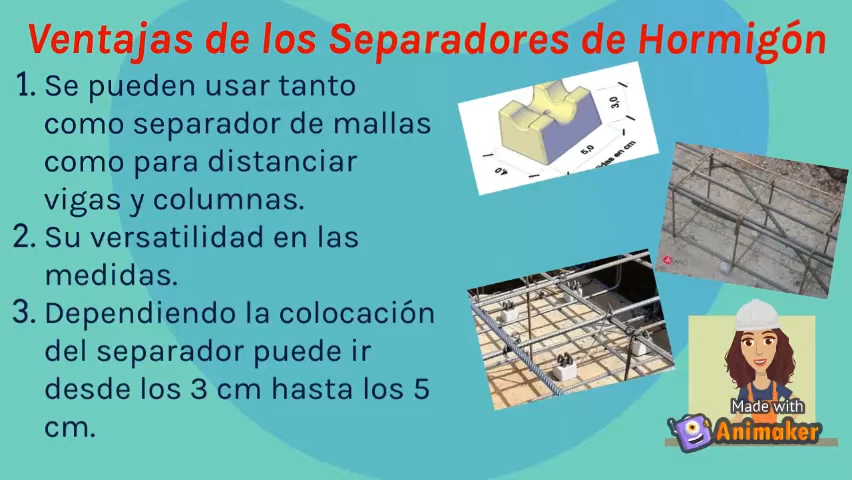 Ventajas de los Separadores de Hormigón
1. Se pueden usar tanto
como separador de mallas
como para distanciar
vigas y columnas.
2. Su versatilidad en las
medidas.
3. Dependiendo la colocación
del separador puede ir
desde los 3 cm hasta los 5
cm.
3,0
5,0
en cm
Made with
Animaker